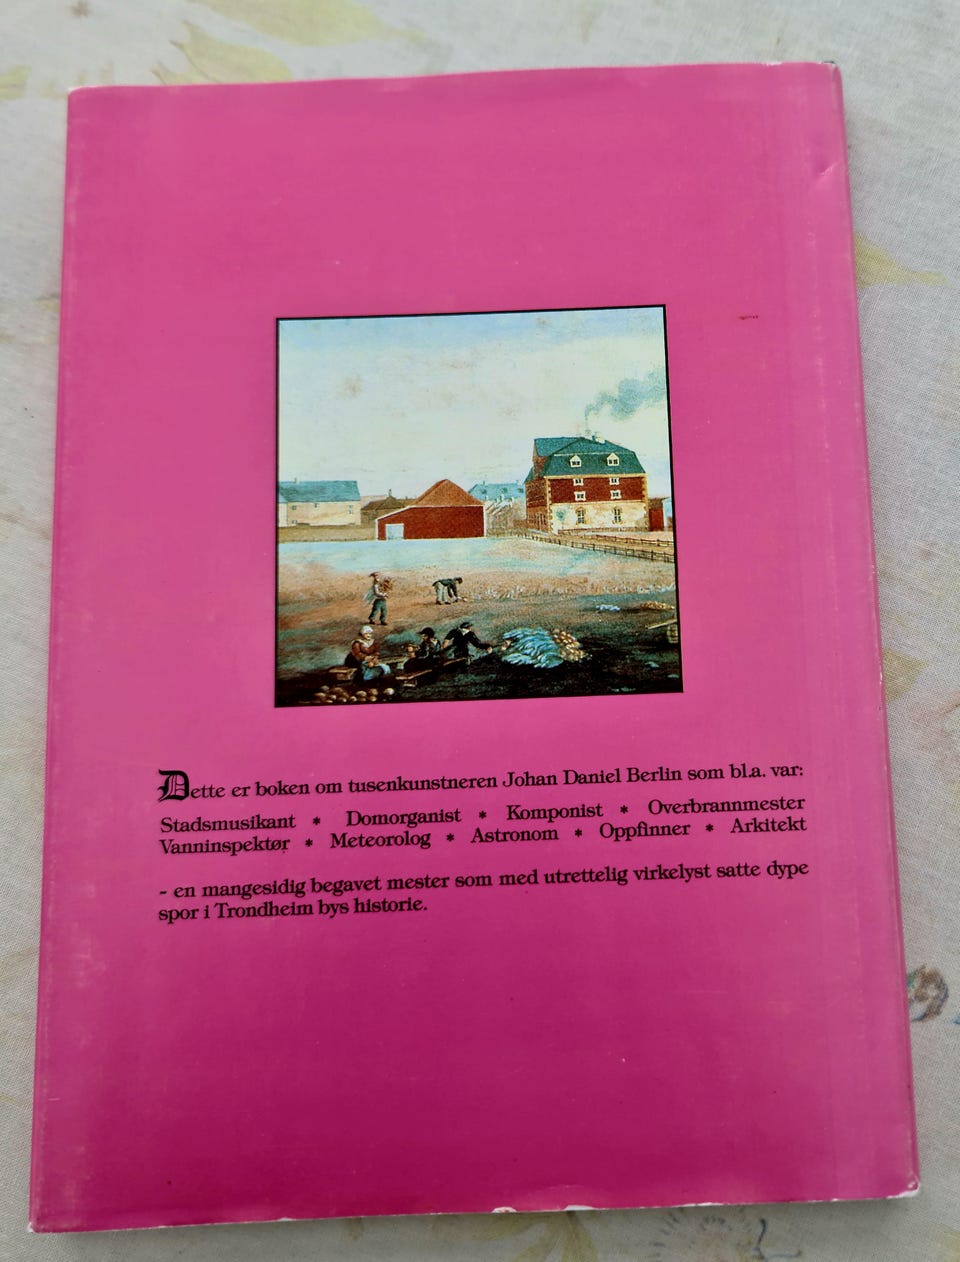 Dette er boken om tusenkunstneren Johan Daniel Berlin som bl.a. var:
Stadsmusikant * Domorganist * Komponist * Overbrannmester
Vanninspektør * Meteorolog * Astronom * Oppfinner * Arkitekt
- en mangesidig begavet mester som med utrettelig virkelyst satte dype
spor i Trondheim bys historie.